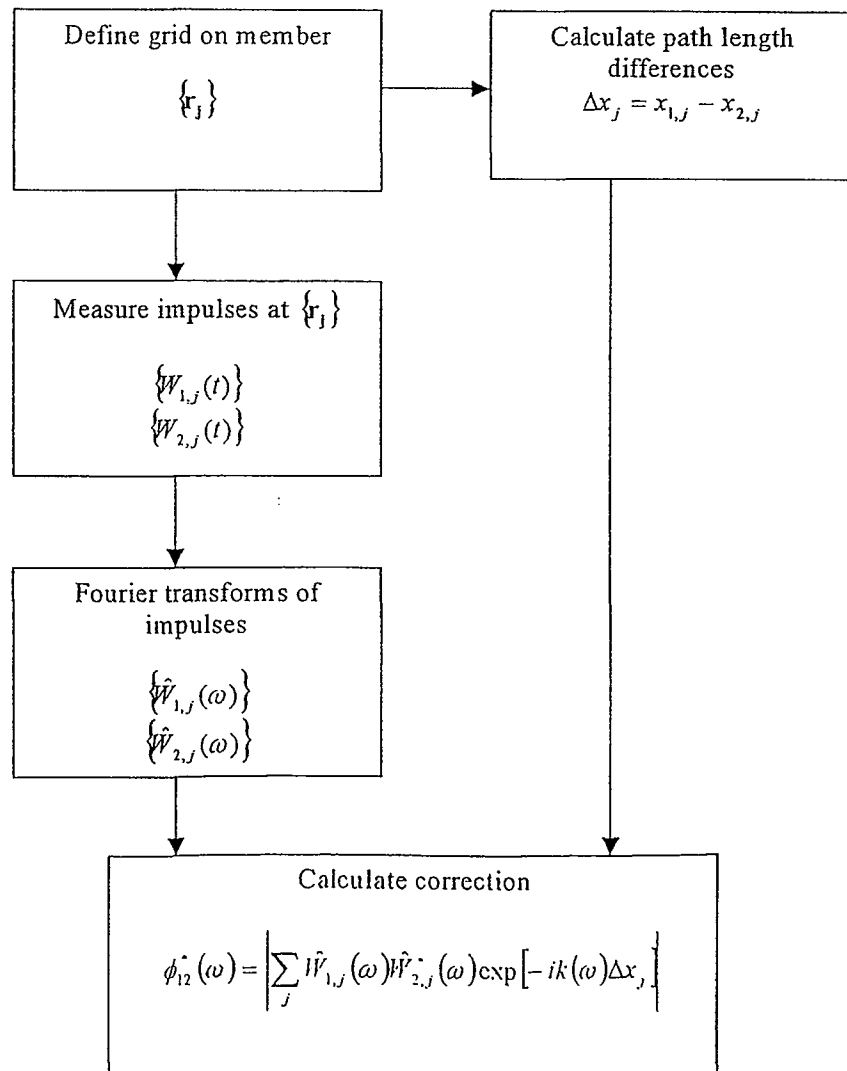 Define grid on member
{r_j}
Calculate path length
differences
Δx_j = x_{1,j} − x_{2,j}
Measure impulses at {r_j}
{W_{1,j}(t)}
{W_{2,j}(t)}
Fourier transforms of
impulses
{Ŵ_{1,j}(ω)}
{Ŵ_{2,j}(ω)}
Calculate correction
ϕ*_{12}(ω) = |∑_j Ŵ_{1,j}(ω)Ŵ*_{2,j}(ω)exp[−ik(ω)Δx_j]|